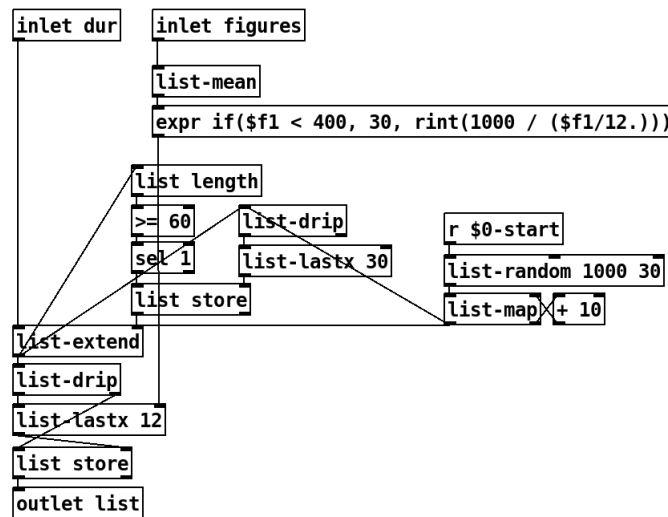 inlet dur
inlet figures
list-mean
expr if($f1 < 400, 30, rint(1000 / ($f1/12.)))
list length
>= 60
list-drip
r $0-start
sel 1
list-lastx 30
list-random 1000 30
list store
list-map
+ 10
list-extend
list-drip
list-lastx 12
list store
outlet list